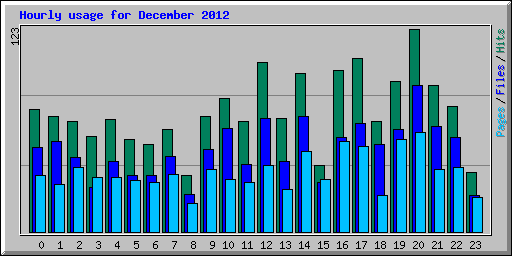 Hourly usage for December 2012
123
Pages/Files/Hits
0 1 2 3 4 5 6 7 8 9 10 11 12 13 14 15 16 17 18 19 20 21 22 23